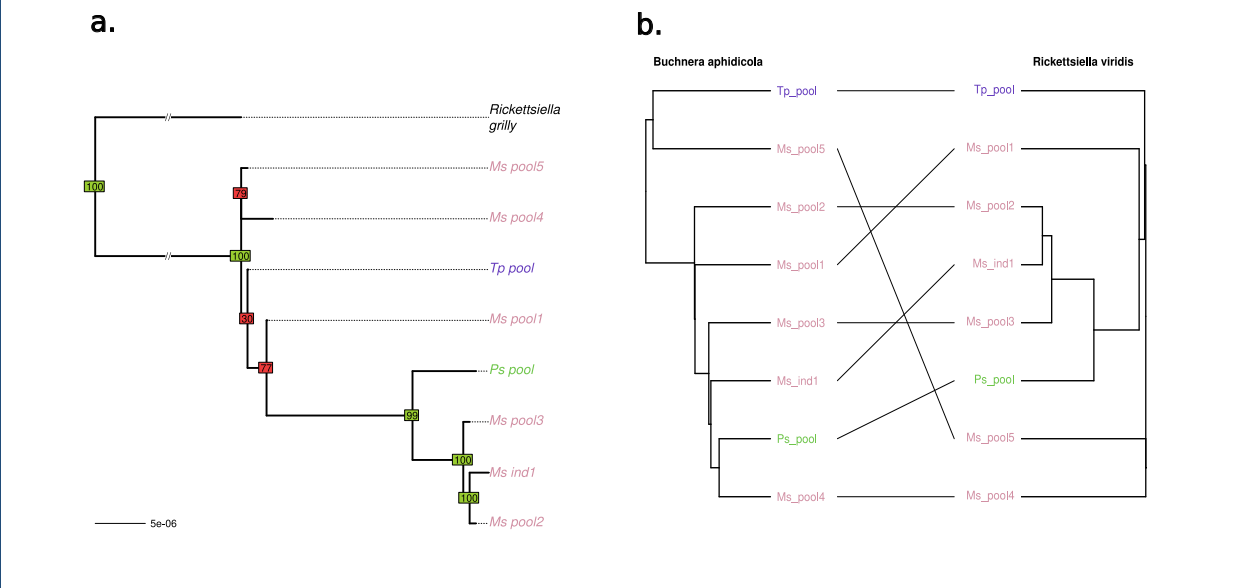 a.
Rickettsiella
grilly
Ms pool5
Ms pool4
Tp pool
Ms pool1
Ps pool
Ms pool3
Ms ind1
Ms pool2
100
79
100
30
77
99
100
100
5e-06
b.
Buchnera aphidicola Rickettsiella viridis
Tp_pool Tp_pool
Ms_pool5 Ms_pool1
Ms_pool2 Ms_pool2
Ms_pool1 Ms_ind1
Ms_pool3 Ms_pool3
Ms_ind1 Ps_pool
Ps_pool Ms_pool5
Ms_pool4 Ms_pool4